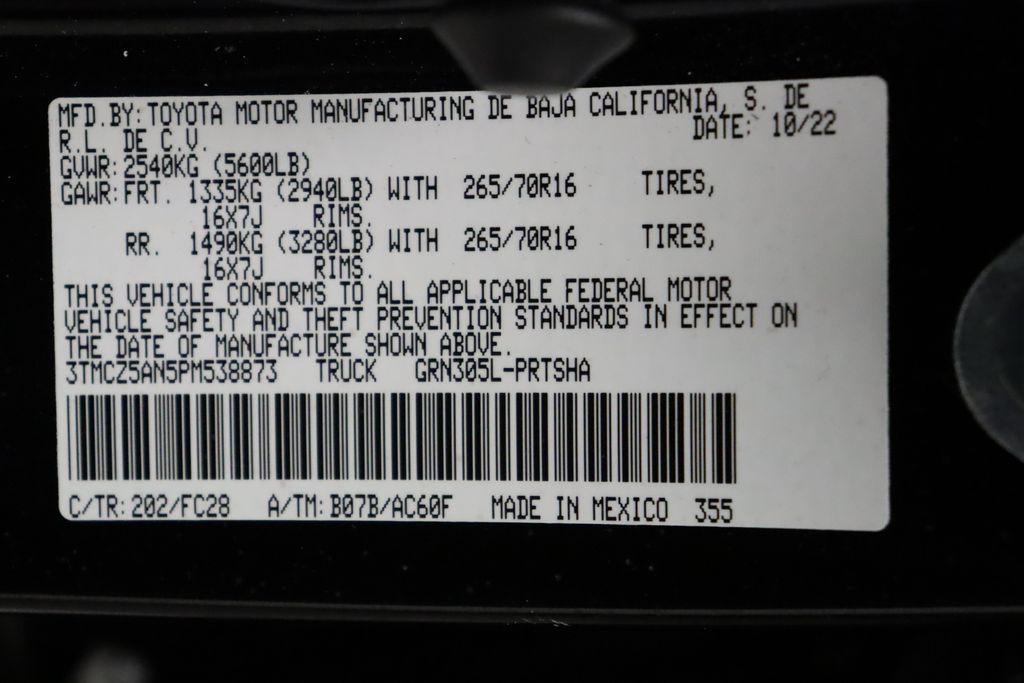 MFD.BY: TOYOTA MOTOR MANUFACTURING DE BAJA CALIFORNIA, S. DE
R.L. DE C.V. DATE: 10/22
GVWR: 2540KG (5600LB)
GAWR: FRT. 1335KG (2940LB) WITH 265/70R16 TIRES,
16X7J RIMS.
RR. 1490KG (3280LB) WITH 265/70R16 TIRES,
16X7J RIMS.
THIS VEHICLE CONFORMS TO ALL APPLICABLE FEDERAL MOTOR
VEHICLE SAFETY AND THEFT PREVENTION STANDARDS IN EFFECT ON
THE DATE OF MANUFACTURE SHOWN ABOVE.
3TMCZ5AN5PM538873 TRUCK GRN305L-PRTSHA
C/TR: 202/FC28 A/TM: B07B/AC60F MADE IN MEXICO 355